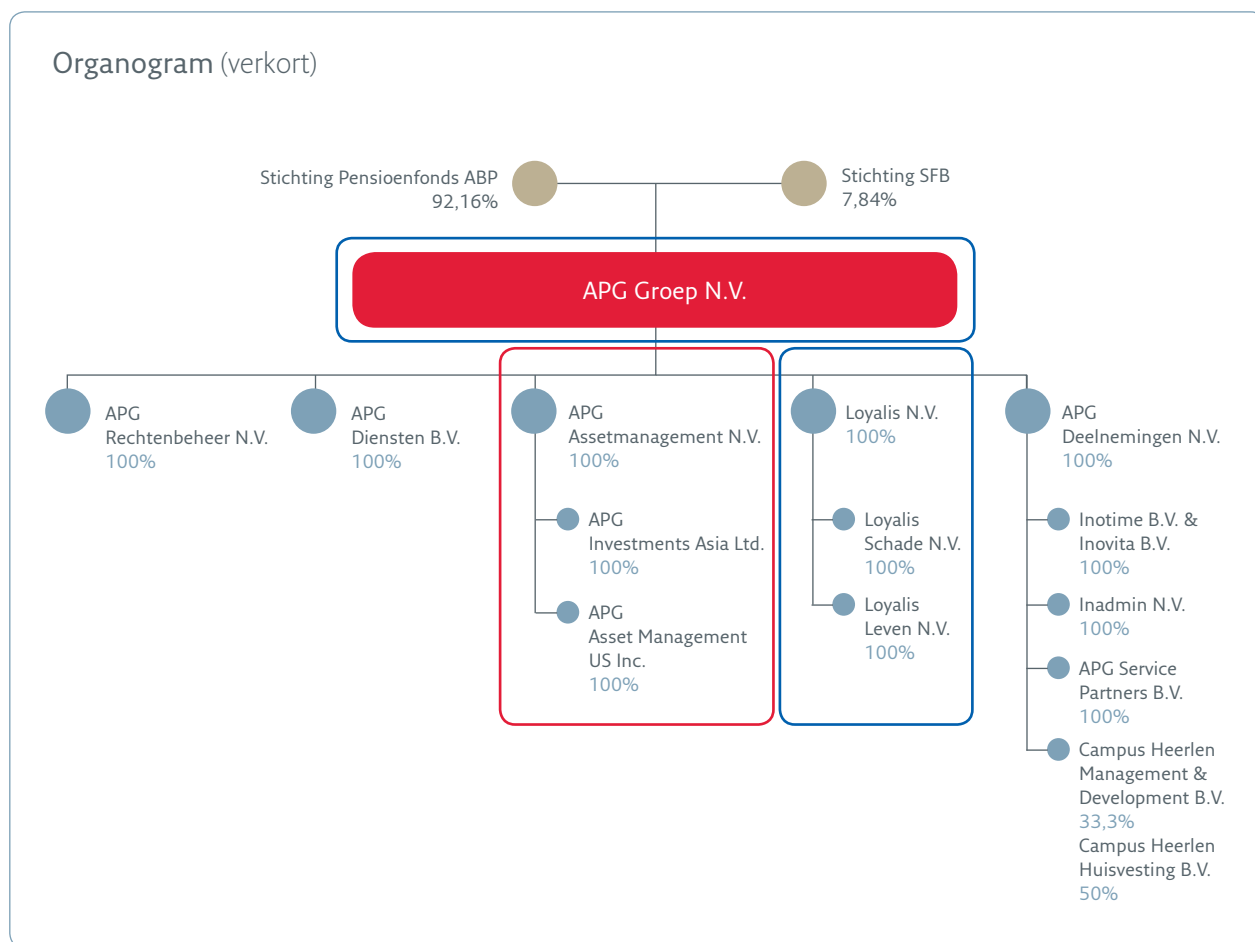 Organogram (verkort)
Stichting Pensioenfonds ABP
92,16%
Stichting SFB
7,84%
APG Groep N.V.
APG
Rechtenbeheer N.V.
100%
APG
Diensten B.V.
100%
APG
Assetmanagement N.V.
100%
APG
Investments Asia Ltd.
100%
APG
Asset Management
US Inc.
100%
Loyalis N.V.
100%
Loyalis
Schade N.V.
100%
Loyalis
Leven N.V.
100%
APG
Deelnemingen N.V.
100%
Inotime B.V. &
Inovita B.V.
100%
Inadmin N.V.
100%
APG Service
Partners B.V.
100%
Campus Heerlen
Management &
Development B.V.
33,3%
Campus Heerlen
Huisvesting B.V.
50%